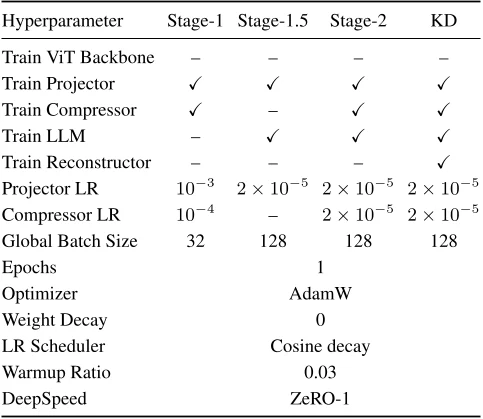 Hyperparameter Stage-1 Stage-1.5 Stage-2 KD
Train ViT Backbone – – – –
Train Projector ✓ ✓ ✓ ✓
Train Compressor ✓ – ✓ ✓
Train LLM – ✓ ✓ ✓
Train Reconstructor – – – ✓
Projector LR 10⁻³ 2 × 10⁻⁵ 2 × 10⁻⁵ 2 × 10⁻⁵
Compressor LR 10⁻⁴ – 2 × 10⁻⁵ 2 × 10⁻⁵
Global Batch Size 32 128 128 128
Epochs 1
Optimizer AdamW
Weight Decay 0
LR Scheduler Cosine decay
Warmup Ratio 0.03
DeepSpeed ZeRO-1